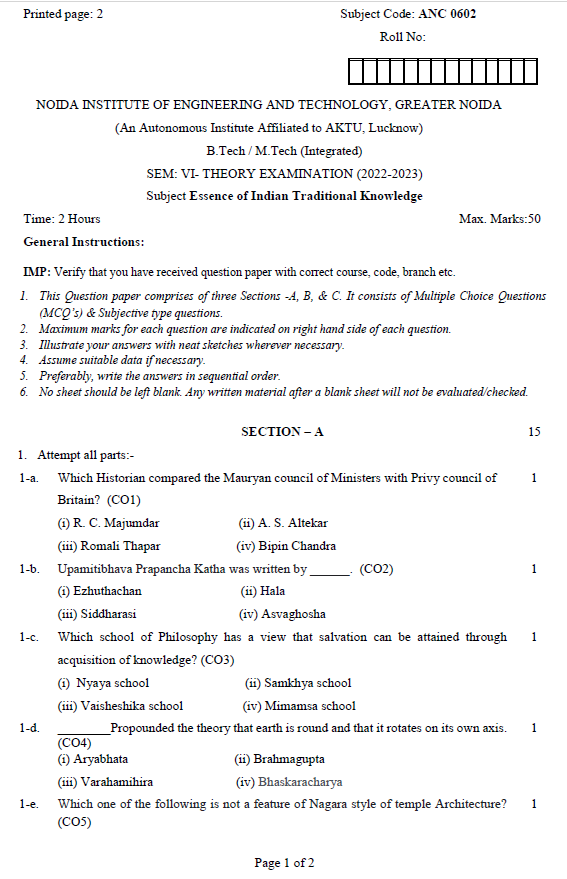 Printed page: 2 Subject Code: ANC 0602
Roll No:
NOIDA INSTITUTE OF ENGINEERING AND TECHNOLOGY, GREATER NOIDA
(An Autonomous Institute Affiliated to AKTU, Lucknow)
B.Tech / M.Tech (Integrated)
SEM: VI- THEORY EXAMINATION (2022-2023)
Subject Essence of Indian Traditional Knowledge
Time: 2 Hours Max. Marks:50
General Instructions:
IMP: Verify that you have received question paper with correct course, code, branch etc.
1. This Question paper comprises of three Sections -A, B, & C. It consists of Multiple Choice Questions
(MCQ's) & Subjective type questions.
2. Maximum marks for each question are indicated on right hand side of each question.
3. Illustrate your answers with neat sketches wherever necessary.
4. Assume suitable data if necessary.
5. Preferably, write the answers in sequential order.
6. No sheet should be left blank. Any written material after a blank sheet will not be evaluated/checked.
SECTION – A 15
1. Attempt all parts:-
1-a. Which Historian compared the Mauryan council of Ministers with Privy council of 1
Britain? (CO1)
(i) R. C. Majumdar (ii) A. S. Altekar
(iii) Romali Thapar (iv) Bipin Chandra
1-b. Upamitibhava Prapancha Katha was written by ______. (CO2) 1
(i) Ezhuthachan (ii) Hala
(iii) Siddharasi (iv) Asvaghosha
1-c. Which school of Philosophy has a view that salvation can be attained through 1
acquisition of knowledge? (CO3)
(i) Nyaya school (ii) Samkhya school
(iii) Vaisheshika school (iv) Mimamsa school
1-d. ________Propounded the theory that earth is round and that it rotates on its own axis. 1
(CO4)
(i) Aryabhata (ii) Brahmagupta
(iii) Varahamihira (iv) Bhaskaracharya
1-e. Which one of the following is not a feature of Nagara style of temple Architecture? 1
(CO5)
Page 1 of 2